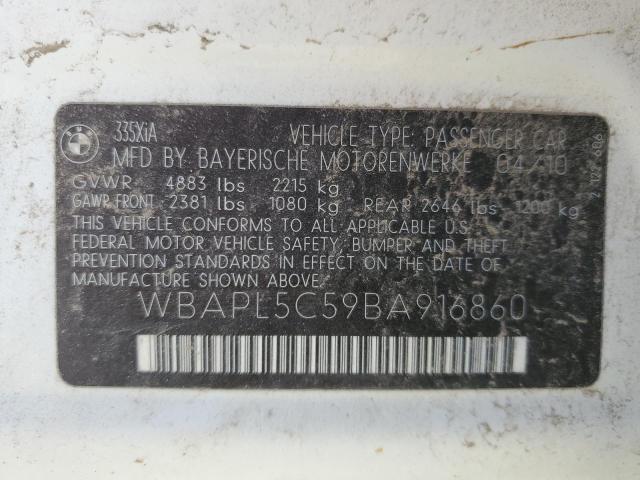 BMW
335XiA VEHICLE TYPE: PASSENGER CAR
MFD BY BAYERISCHE MOTORENWERKE 04/10
GVWR 4883 lbs 2215 kg
GAWR FRONT 2381 lbs 1080 kg REAR 2646 lbs 1200 kg
THIS VEHICLE CONFORMS TO ALL APPLICABLE U.S.
FEDERAL MOTOR VEHICLE SAFETY, BUMPER AND THEFT
PREVENTION STANDARDS IN EFFECT ON THE DATE OF
MANUFACTURE SHOWN ABOVE.
WBAPL5C59BA916860